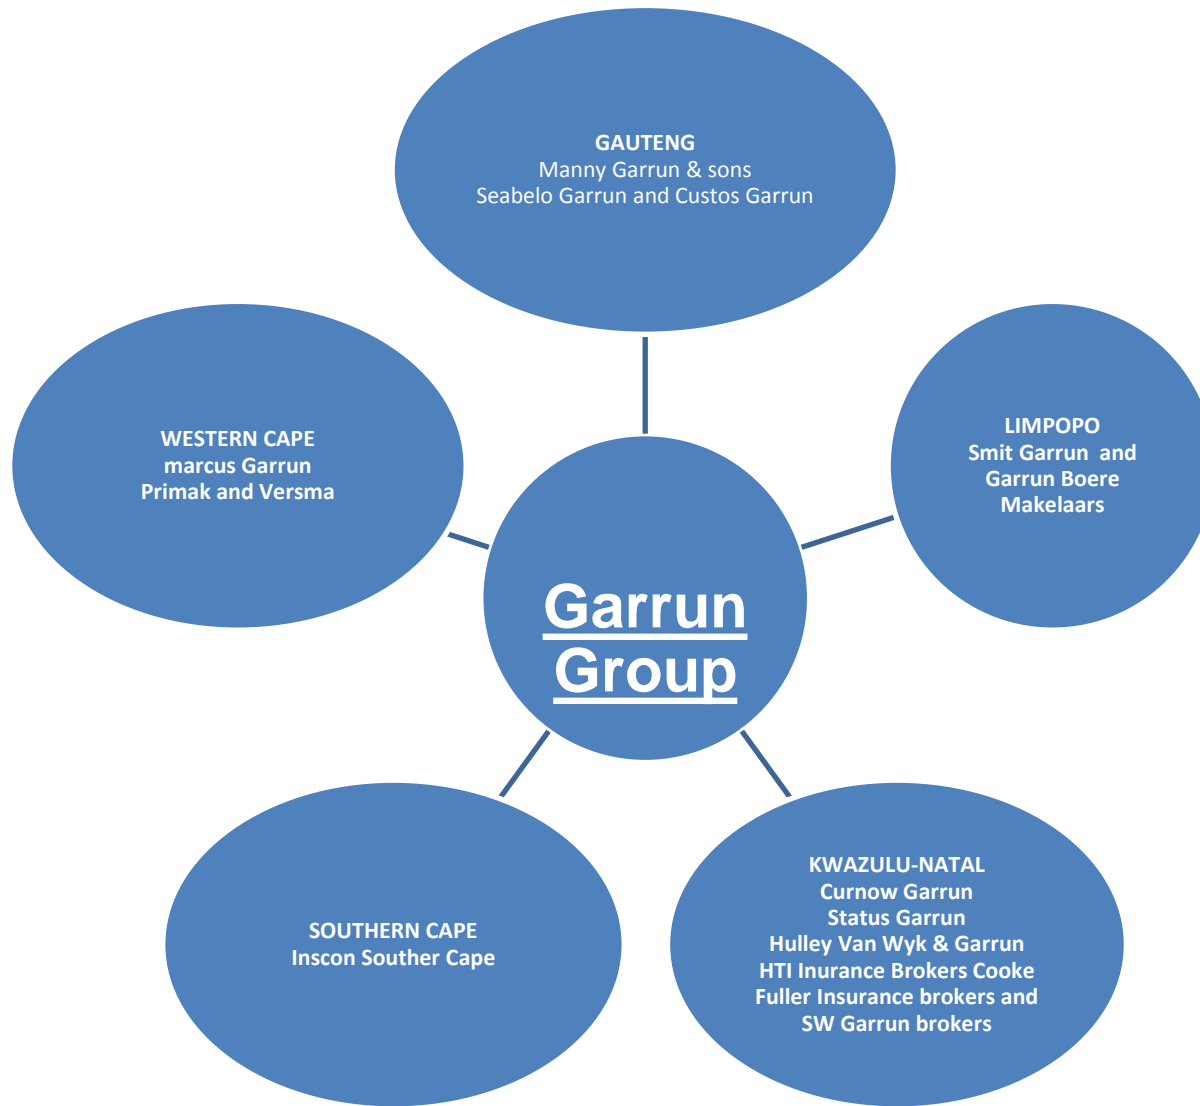 GAUTENG
Manny Garrun & sons
Seabelo Garrun and Custos Garrun
WESTERN CAPE
marcus Garrun
Primak and Versma
LIMPOPO
Smit Garrun and
Garrun Boere
Makelaars
Garrun
Group
SOUTHERN CAPE
Inscon Souther Cape
KWAZULU-NATAL
Curnow Garrun
Status Garrun
Hulley Van Wyk & Garrun
HTI Inurance Brokers Cooke
Fuller Insurance brokers and
SW Garrun brokers